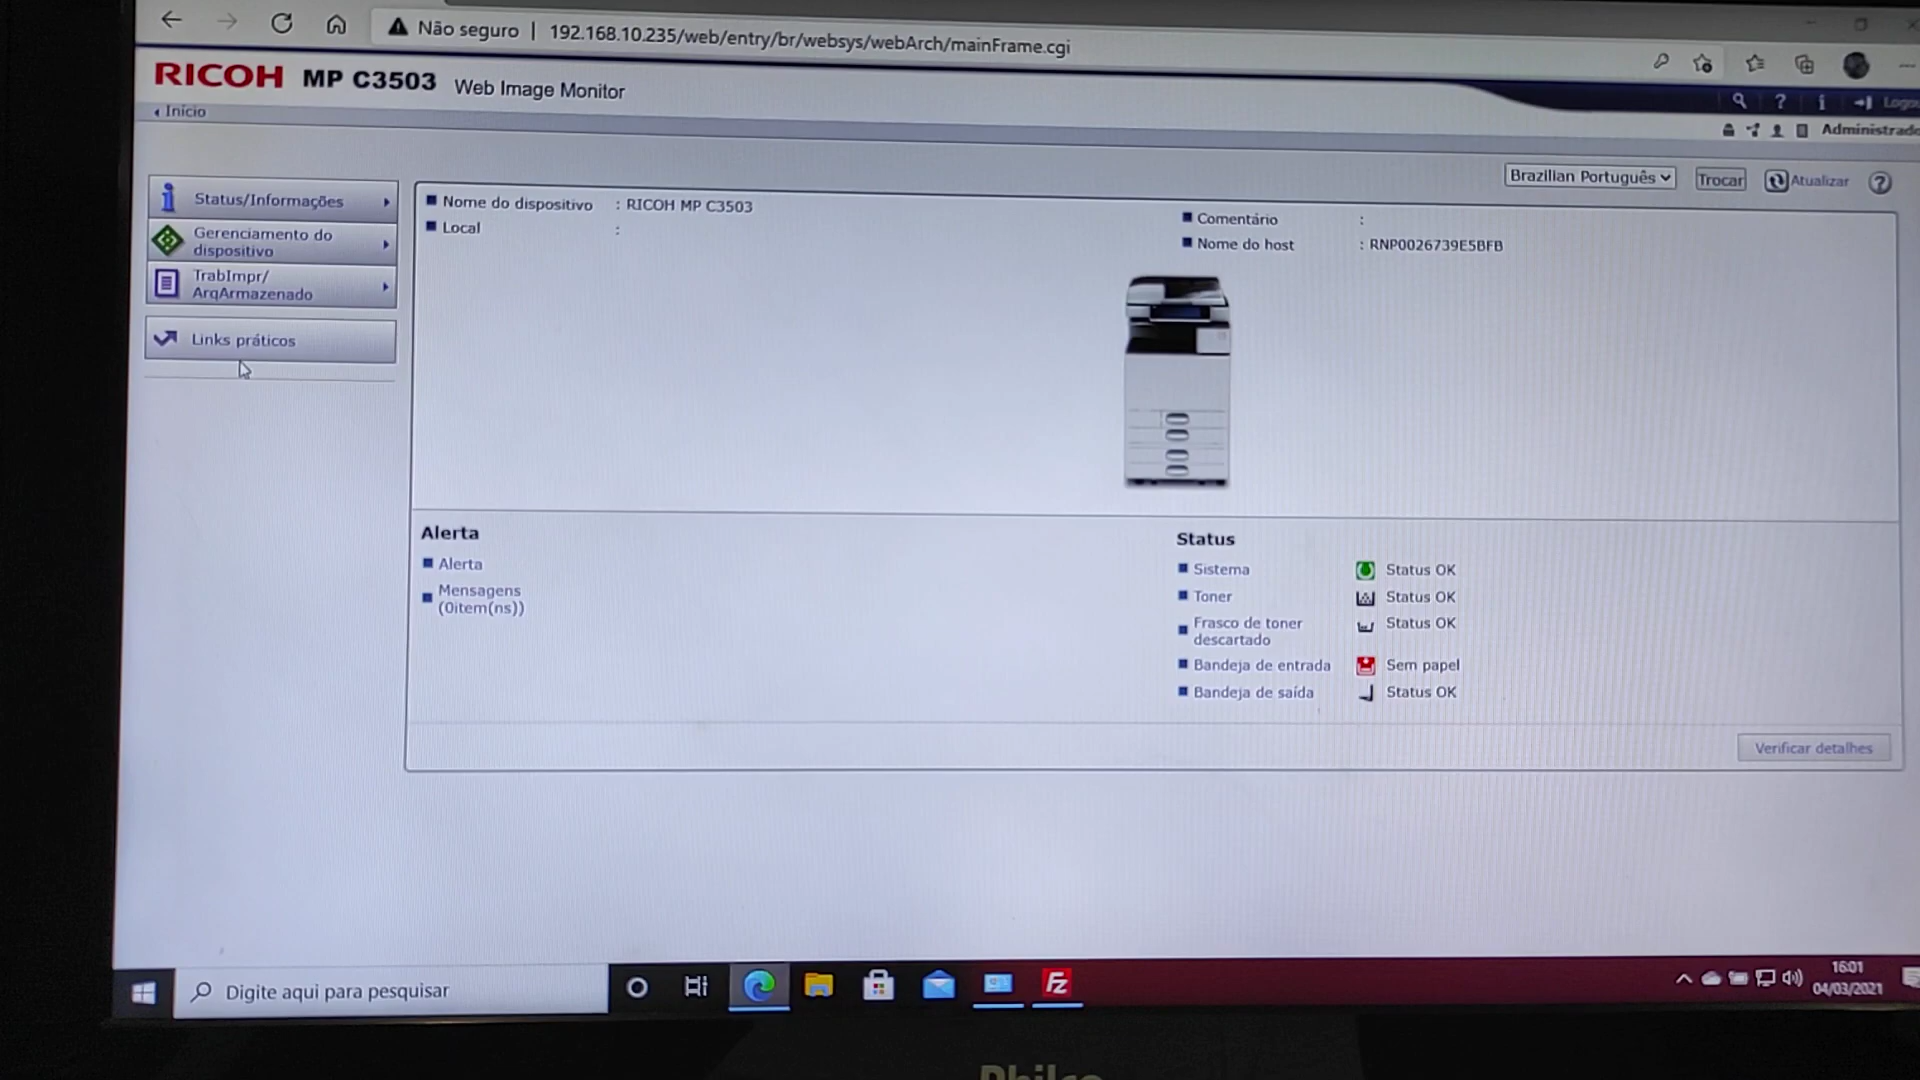 Não seguro | 192.168.10.235/web/entry/br/websys/webArch/mainFrame.cgi
RICOH MP C3503 Web Image Monitor
Início
Administrado
Brazilian Português
Trocar
Atualizar
Status/Informações
Gerenciamento do
dispositivo
TrabImpr/
ArqArmazenado
Links práticos
Nome do dispositivo : RICOH MP C3503
Local :
Comentário :
Nome do host : RNP0026739E5BFB
Alerta
Alerta
Mensagens
(0item(ns))
Status
Sistema Status OK
Toner Status OK
Frasco de toner
descartado Status OK
Bandeja de entrada Sem papel
Bandeja de saída Status OK
Verificar detalhes
Digite aqui para pesquisar
16:01
04/03/2021